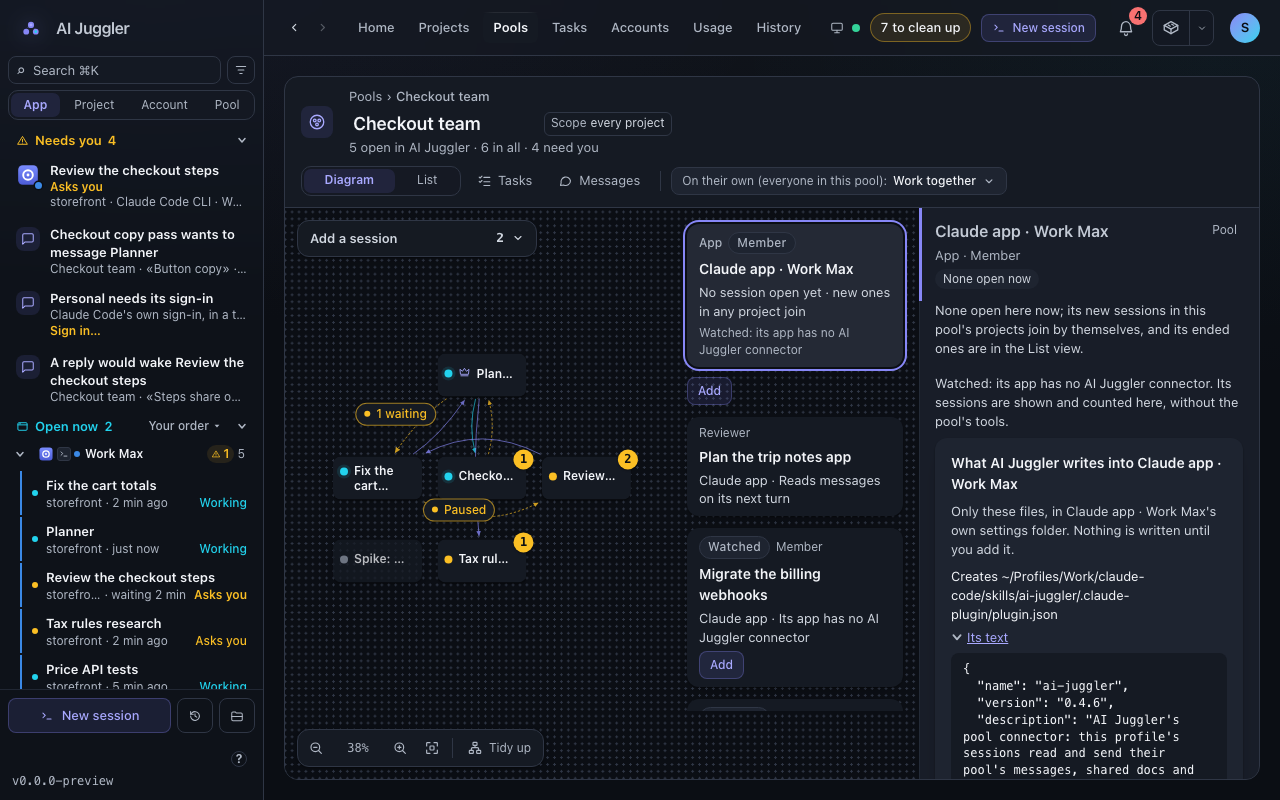 AI Juggler
Search ⌘K
App Project Account Pool
Needs you 4
Review the checkout steps
Asks you
storefront · Claude Code CLI · W...
Checkout copy pass wants to
message Planner
Checkout team · «Button copy» ·...
Personal needs its sign-in
Claude Code's own sign-in, in a t...
Sign in...
A reply would wake Review the
checkout steps
Checkout team · «Steps share o...
Open now 2 Your order
Work Max 1 5
Fix the cart totals
storefront · 2 min ago Working
Planner
storefront · just now Working
Review the checkout steps
storefro... · waiting 2 min Asks you
Tax rules research
storefront · 2 min ago Asks you
Price API tests
storefront · 5 min ago Working
New session
?
v0.0.0-preview
Home Projects Pools Tasks Accounts Usage History 7 to clean up New session 4 S
Pools › Checkout team
Checkout team Scope every project
5 open in AI Juggler · 6 in all · 4 need you
Diagram List Tasks Messages On their own (everyone in this pool): Work together
Add a session 2
Plan...
1 waiting
Fix the
cart...
Checko... 1
Review... 2
Paused
Spike: ...
Tax rul... 1
38% Tidy up
App Member
Claude app · Work Max
No session open yet · new ones
in any project join
Watched: its app has no AI
Juggler connector
Add
Reviewer
Plan the trip notes app
Claude app · Reads messages
on its next turn
Watched Member
Migrate the billing
webhooks
Claude app · Its app has no AI
Juggler connector
Add
Claude app · Work Max Pool
App · Member
None open now
None open here now; its new sessions in this
pool's projects join by themselves, and its ended
ones are in the List view.
Watched: its app has no AI Juggler connector. Its
sessions are shown and counted here, without the
pool's tools.
What AI Juggler writes into Claude app ·
Work Max
Only these files, in Claude app · Work Max's
own settings folder. Nothing is written until
you add it.
Creates ~/Profiles/Work/claude-
code/skills/ai-juggler/.claude-
plugin/plugin.json
Its text
{
"name": "ai-juggler",
"version": "0.4.6",
"description": "AI Juggler's
pool connector: this profile's
sessions read and send their
pool's messages, shared docs and